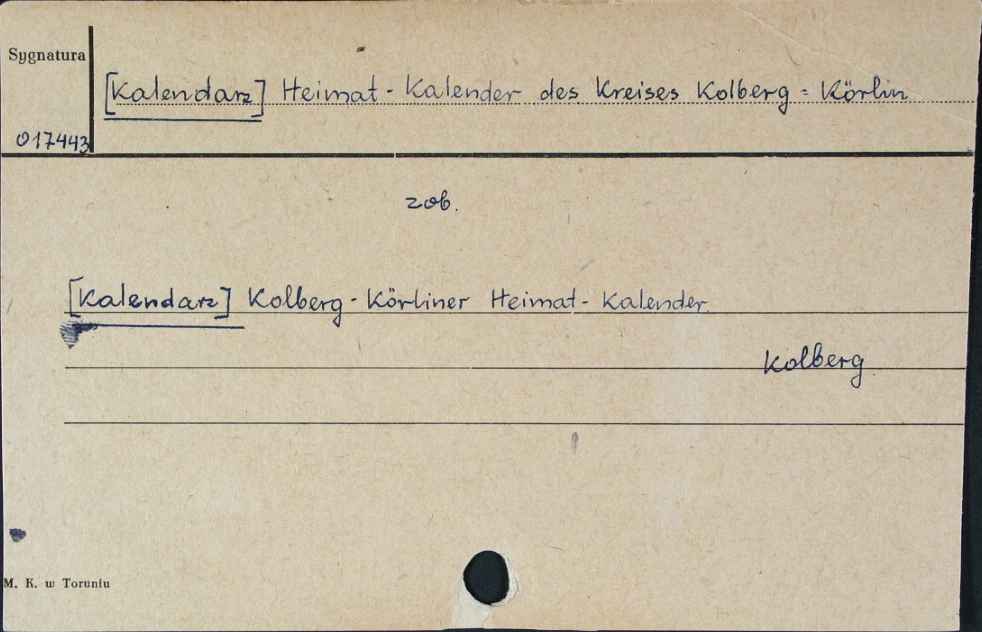 Sygnatura
[Kalendarz] Heimat-Kalender des Kreises Kolberg=Körlin
017443
zob.
[Kalendarz] Kolberg-Körliner Heimat-Kalender
Kolberg
M. K. w Toruniu